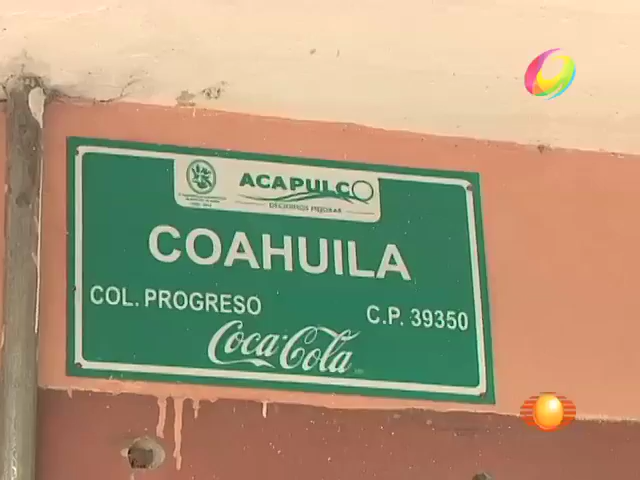 ACAPULCO
DECIDIMOS MEJORAR
COAHUILA
COL. PROGRESO
C.P. 39350
Coca-Cola